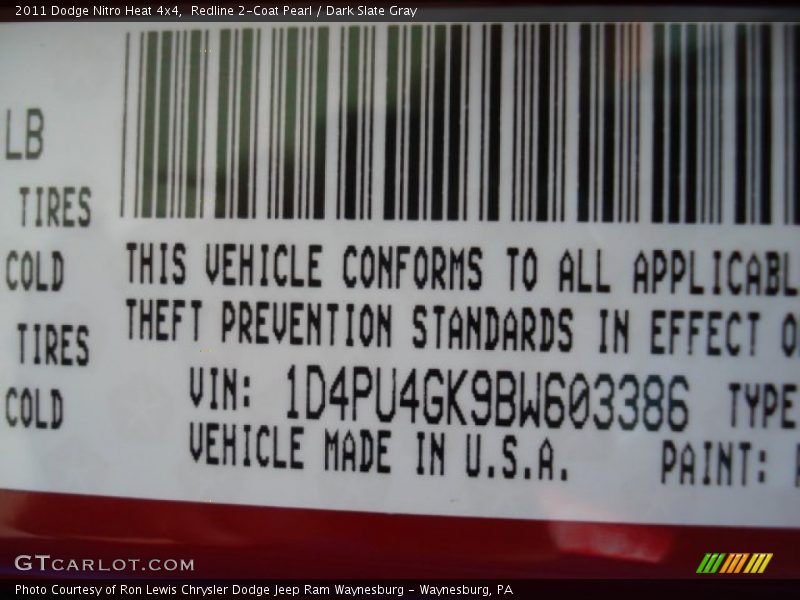 2011 Dodge Nitro Heat 4x4,  Redline 2-Coat Pearl / Dark Slate Gray
LB
TIRES
COLD
TIRES
COLD
THIS VEHICLE CONFORMS TO ALL APPLICABL
THEFT PREVENTION STANDARDS IN EFFECT O
VIN: 1D4PU4GK9BW603386 TYPE
VEHICLE MADE IN U.S.A. PAINT:
GTCARLOT.COM
Photo Courtesy of Ron Lewis Chrysler Dodge Jeep Ram Waynesburg - Waynesburg, PA